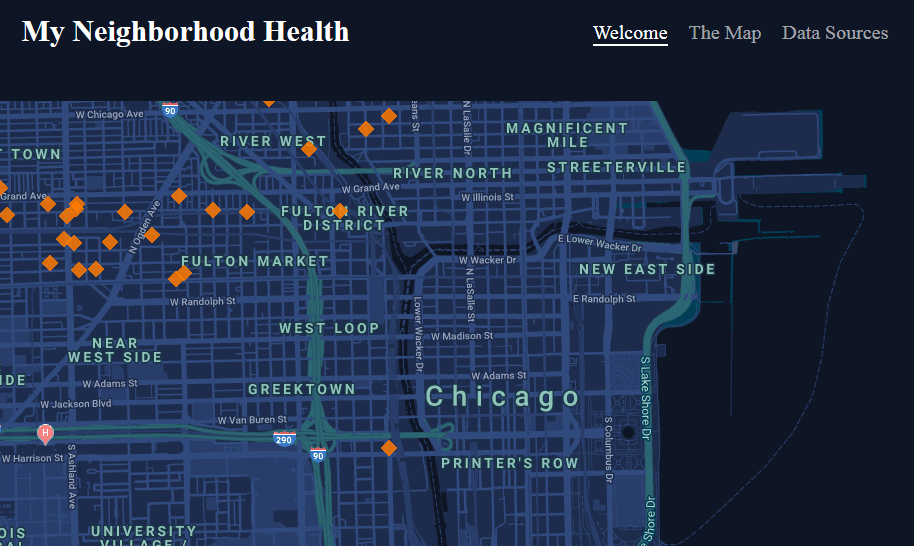 My Neighborhood Health
Welcome
The Map
Data Sources
W Chicago Ave
90
RIVER WEST
MAGNIFICENT
MILE
TOWN
STREETERVILLE
N LaSalle Dr
RIVER NORTH
W Grand Ave
Grand Ave
W Illinois St
FULTON RIVER
DISTRICT
N Ogden Ave
E Lower Wacker Dr
FULTON MARKET
W Wacker Dr
NEW EAST SIDE
N LaSalle St
W Randolph St
E Randolph St
Lower Wacker Dr
WEST LOOP
W Madison St
NEAR
WEST SIDE
W Adams St
W Adams St
GREEKTOWN
Chicago
S Lake Shore Dr
W Jackson Blvd
W Van Buren St
S Columbus Dr
H
290
90
W Harrison St
S Ashland Ave
PRINTER'S ROW
Shore Dr
UNIVERSITY
VILLAGE /